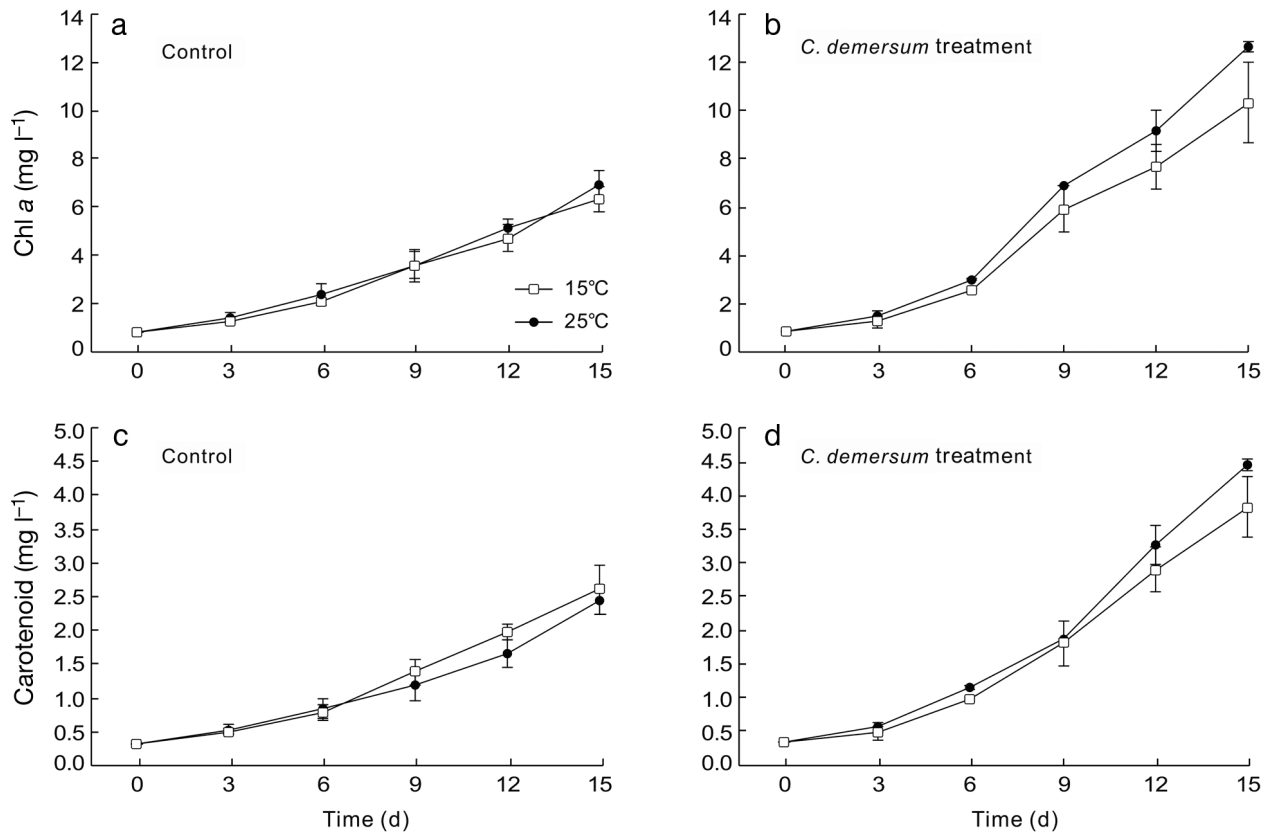 a
Control
14
12
10
8
6
4
2
0
Chl a (mg l⁻¹)
15°C
25°C
0 3 6 9 12 15
b
C. demersum treatment
14
12
10
8
6
4
2
0
0 3 6 9 12 15
c
Control
5.0
4.5
4.0
3.5
3.0
2.5
2.0
1.5
1.0
0.5
0.0
Carotenoid (mg l⁻¹)
0 3 6 9 12 15
Time (d)
d
C. demersum treatment
5.0
4.5
4.0
3.5
3.0
2.5
2.0
1.5
1.0
0.5
0.0
0 3 6 9 12 15
Time (d)